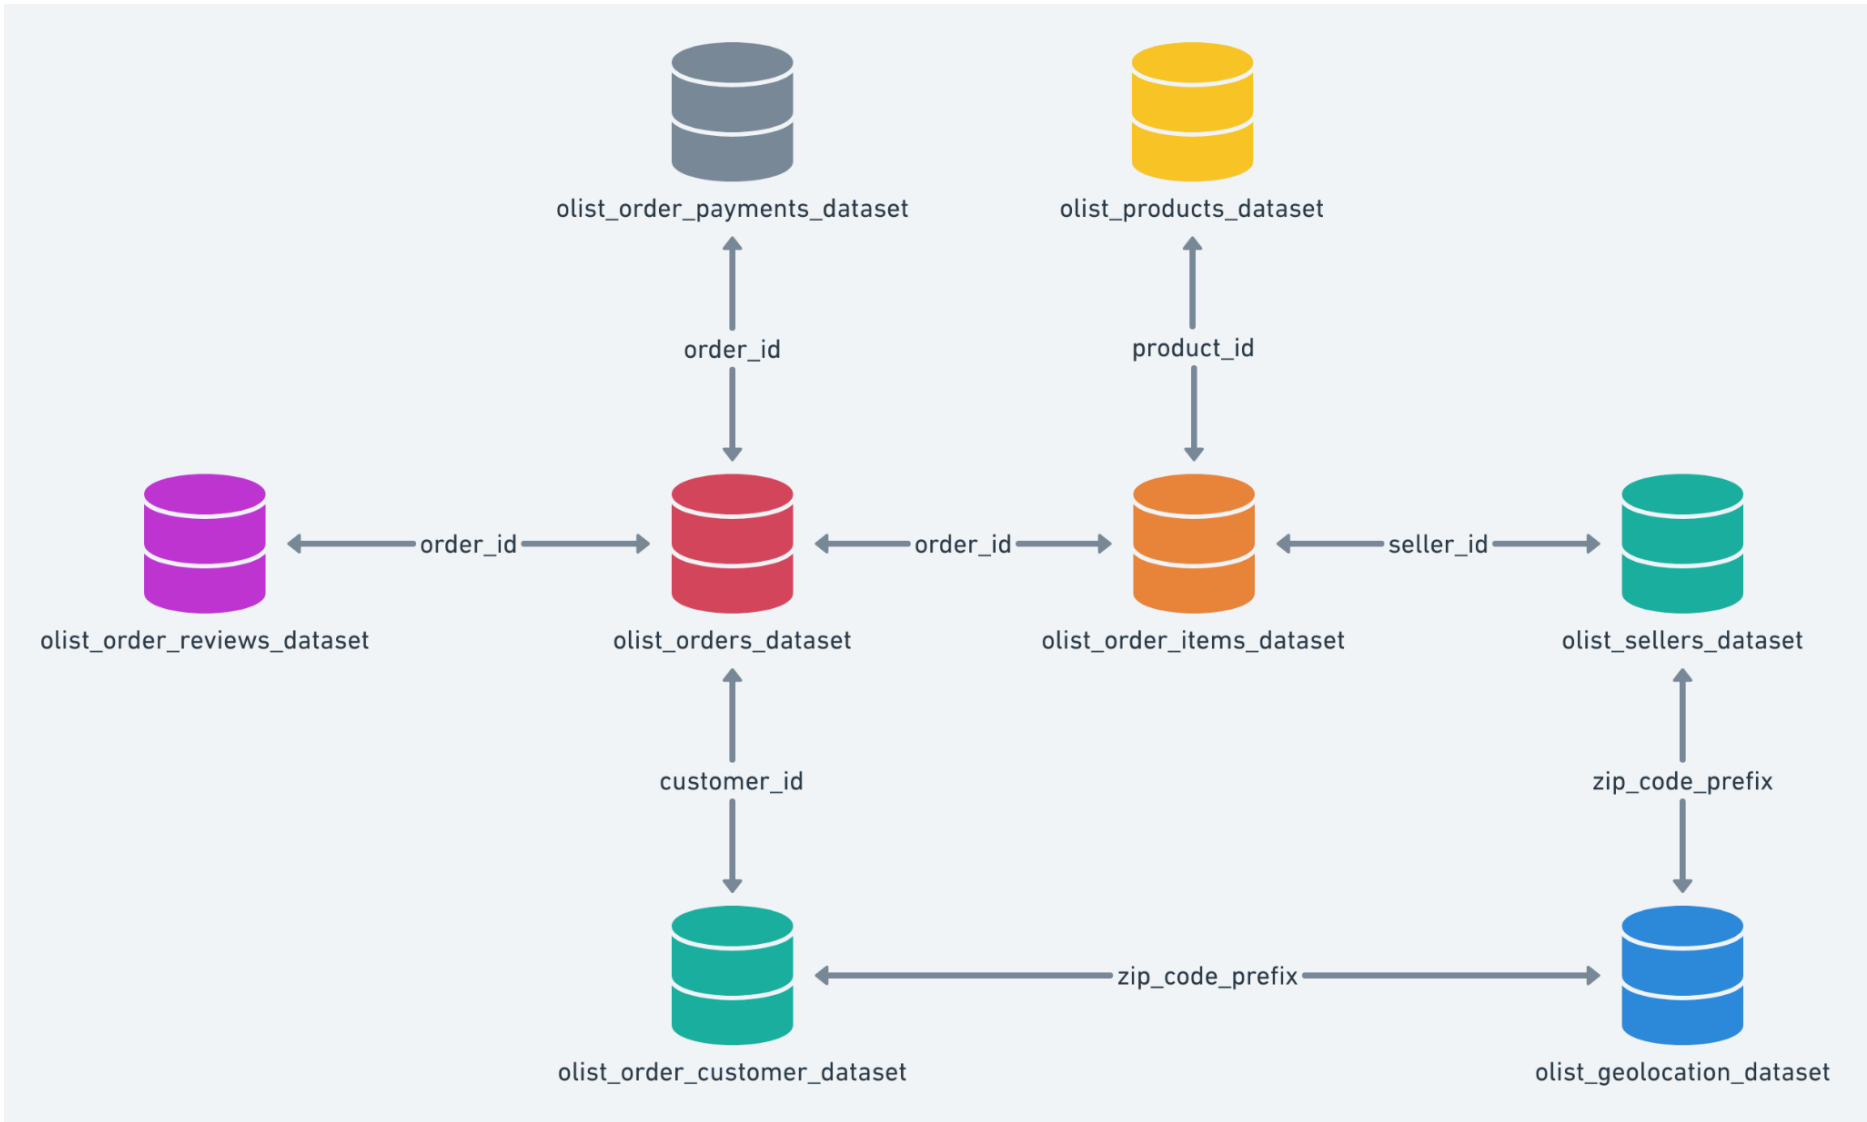 olist_order_payments_dataset
olist_products_dataset
order_id
product_id
order_id
order_id
seller_id
olist_order_reviews_dataset
olist_orders_dataset
olist_order_items_dataset
olist_sellers_dataset
customer_id
zip_code_prefix
zip_code_prefix
olist_order_customer_dataset
olist_geolocation_dataset